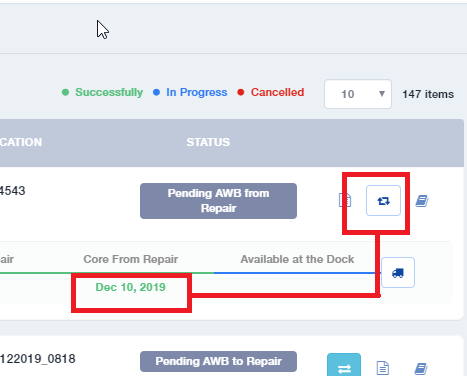 Successfully In Progress Cancelled 10 147 items
CATION STATUS
4543 Pending AWB from
Repair
air Core From Repair Available at the Dock
Dec 10, 2019
122019_0818 Pending AWB to Repair